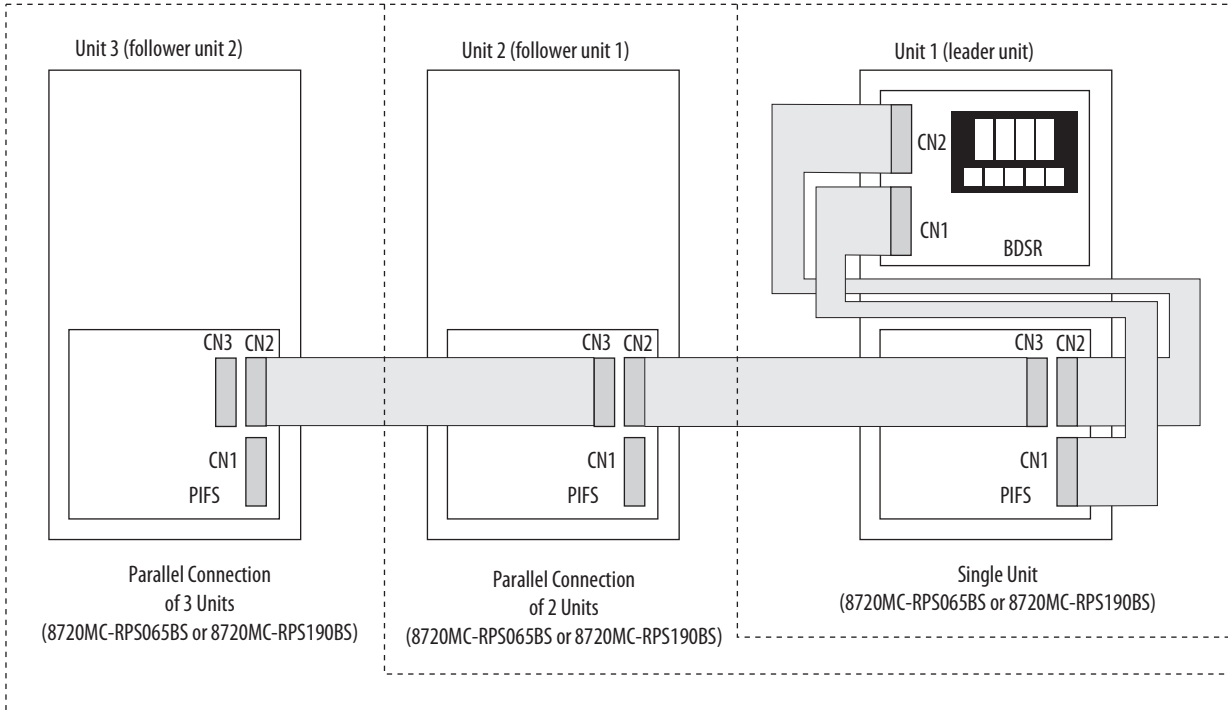 Unit 3 (follower unit 2)
Unit 2 (follower unit 1)
Unit 1 (leader unit)
CN2
CN1
BDSR
CN3 CN2
CN1
PIFS
CN3 CN2
CN1
PIFS
CN3 CN2
CN1
PIFS
Parallel Connection
of 3 Units
(8720MC-RPS065BS or 8720MC-RPS190BS)
Parallel Connection
of 2 Units
(8720MC-RPS065BS or 8720MC-RPS190BS)
Single Unit
(8720MC-RPS065BS or 8720MC-RPS190BS)